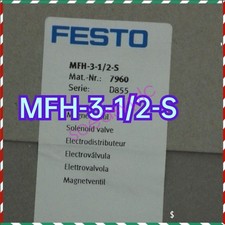 FESTO
MFH-3-1/2-S
Mat.-Nr.: 7960
Serie: D855
MFH-3-1/2-S
Solenoid valve
Electrodistributeur
Electroválvula
Elettrovalvola
Magnetventil
$